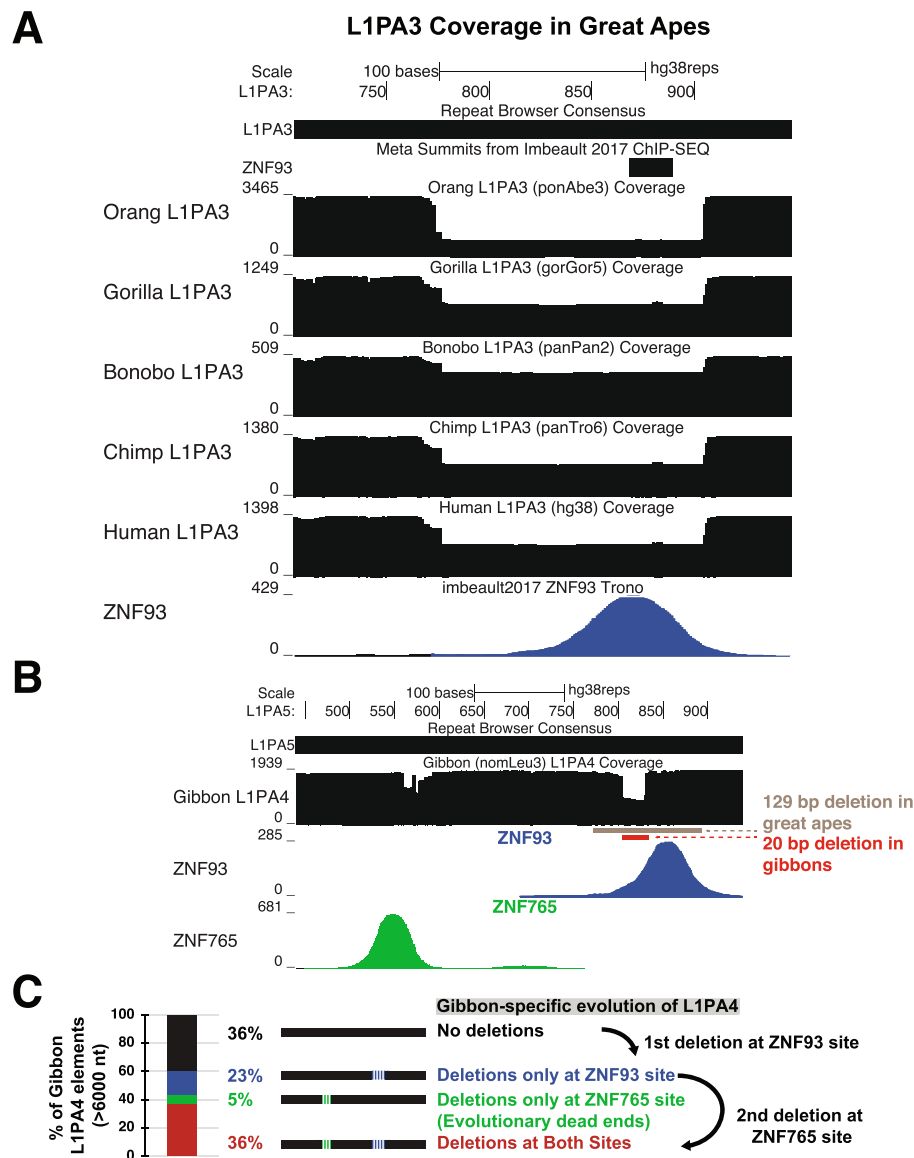 A
L1PA3 Coverage in Great Apes
Scale 100 bases hg38reps
L1PA3: 750 800 850 900
Repeat Browser Consensus
L1PA3
Meta Summits from Imbeault 2017 ChIP-SEQ
ZNF93
3465 Orang L1PA3 (ponAbe3) Coverage
Orang L1PA3
0
1249 Gorilla L1PA3 (gorGor5) Coverage
Gorilla L1PA3
0
509 Bonobo L1PA3 (panPan2) Coverage
Bonobo L1PA3
0
1380 Chimp L1PA3 (panTro6) Coverage
Chimp L1PA3
0
1398 Human L1PA3 (hg38) Coverage
Human L1PA3
0
429 imbeault2017 ZNF93 Trono
ZNF93
0
B
Scale 100 bases hg38reps
L1PA5: 500 550 600 650 700 750 800 850 900
Repeat Browser Consensus
L1PA5
1939 Gibbon (nomLeu3) L1PA4 Coverage
Gibbon L1PA4
0
129 bp deletion in
great apes
285 ZNF93
20 bp deletion in
gibbons
ZNF93
0
681 ZNF765
ZNF765
0
C
Gibbon-specific evolution of L1PA4
% of Gibbon
L1PA4 elements
(>6000 nt)
100
80
60
40
20
0
36% No deletions
1st deletion at ZNF93 site
23% Deletions only at ZNF93 site
5% Deletions only at ZNF765 site
(Evolutionary dead ends)
2nd deletion at
ZNF765 site
36% Deletions at Both Sites